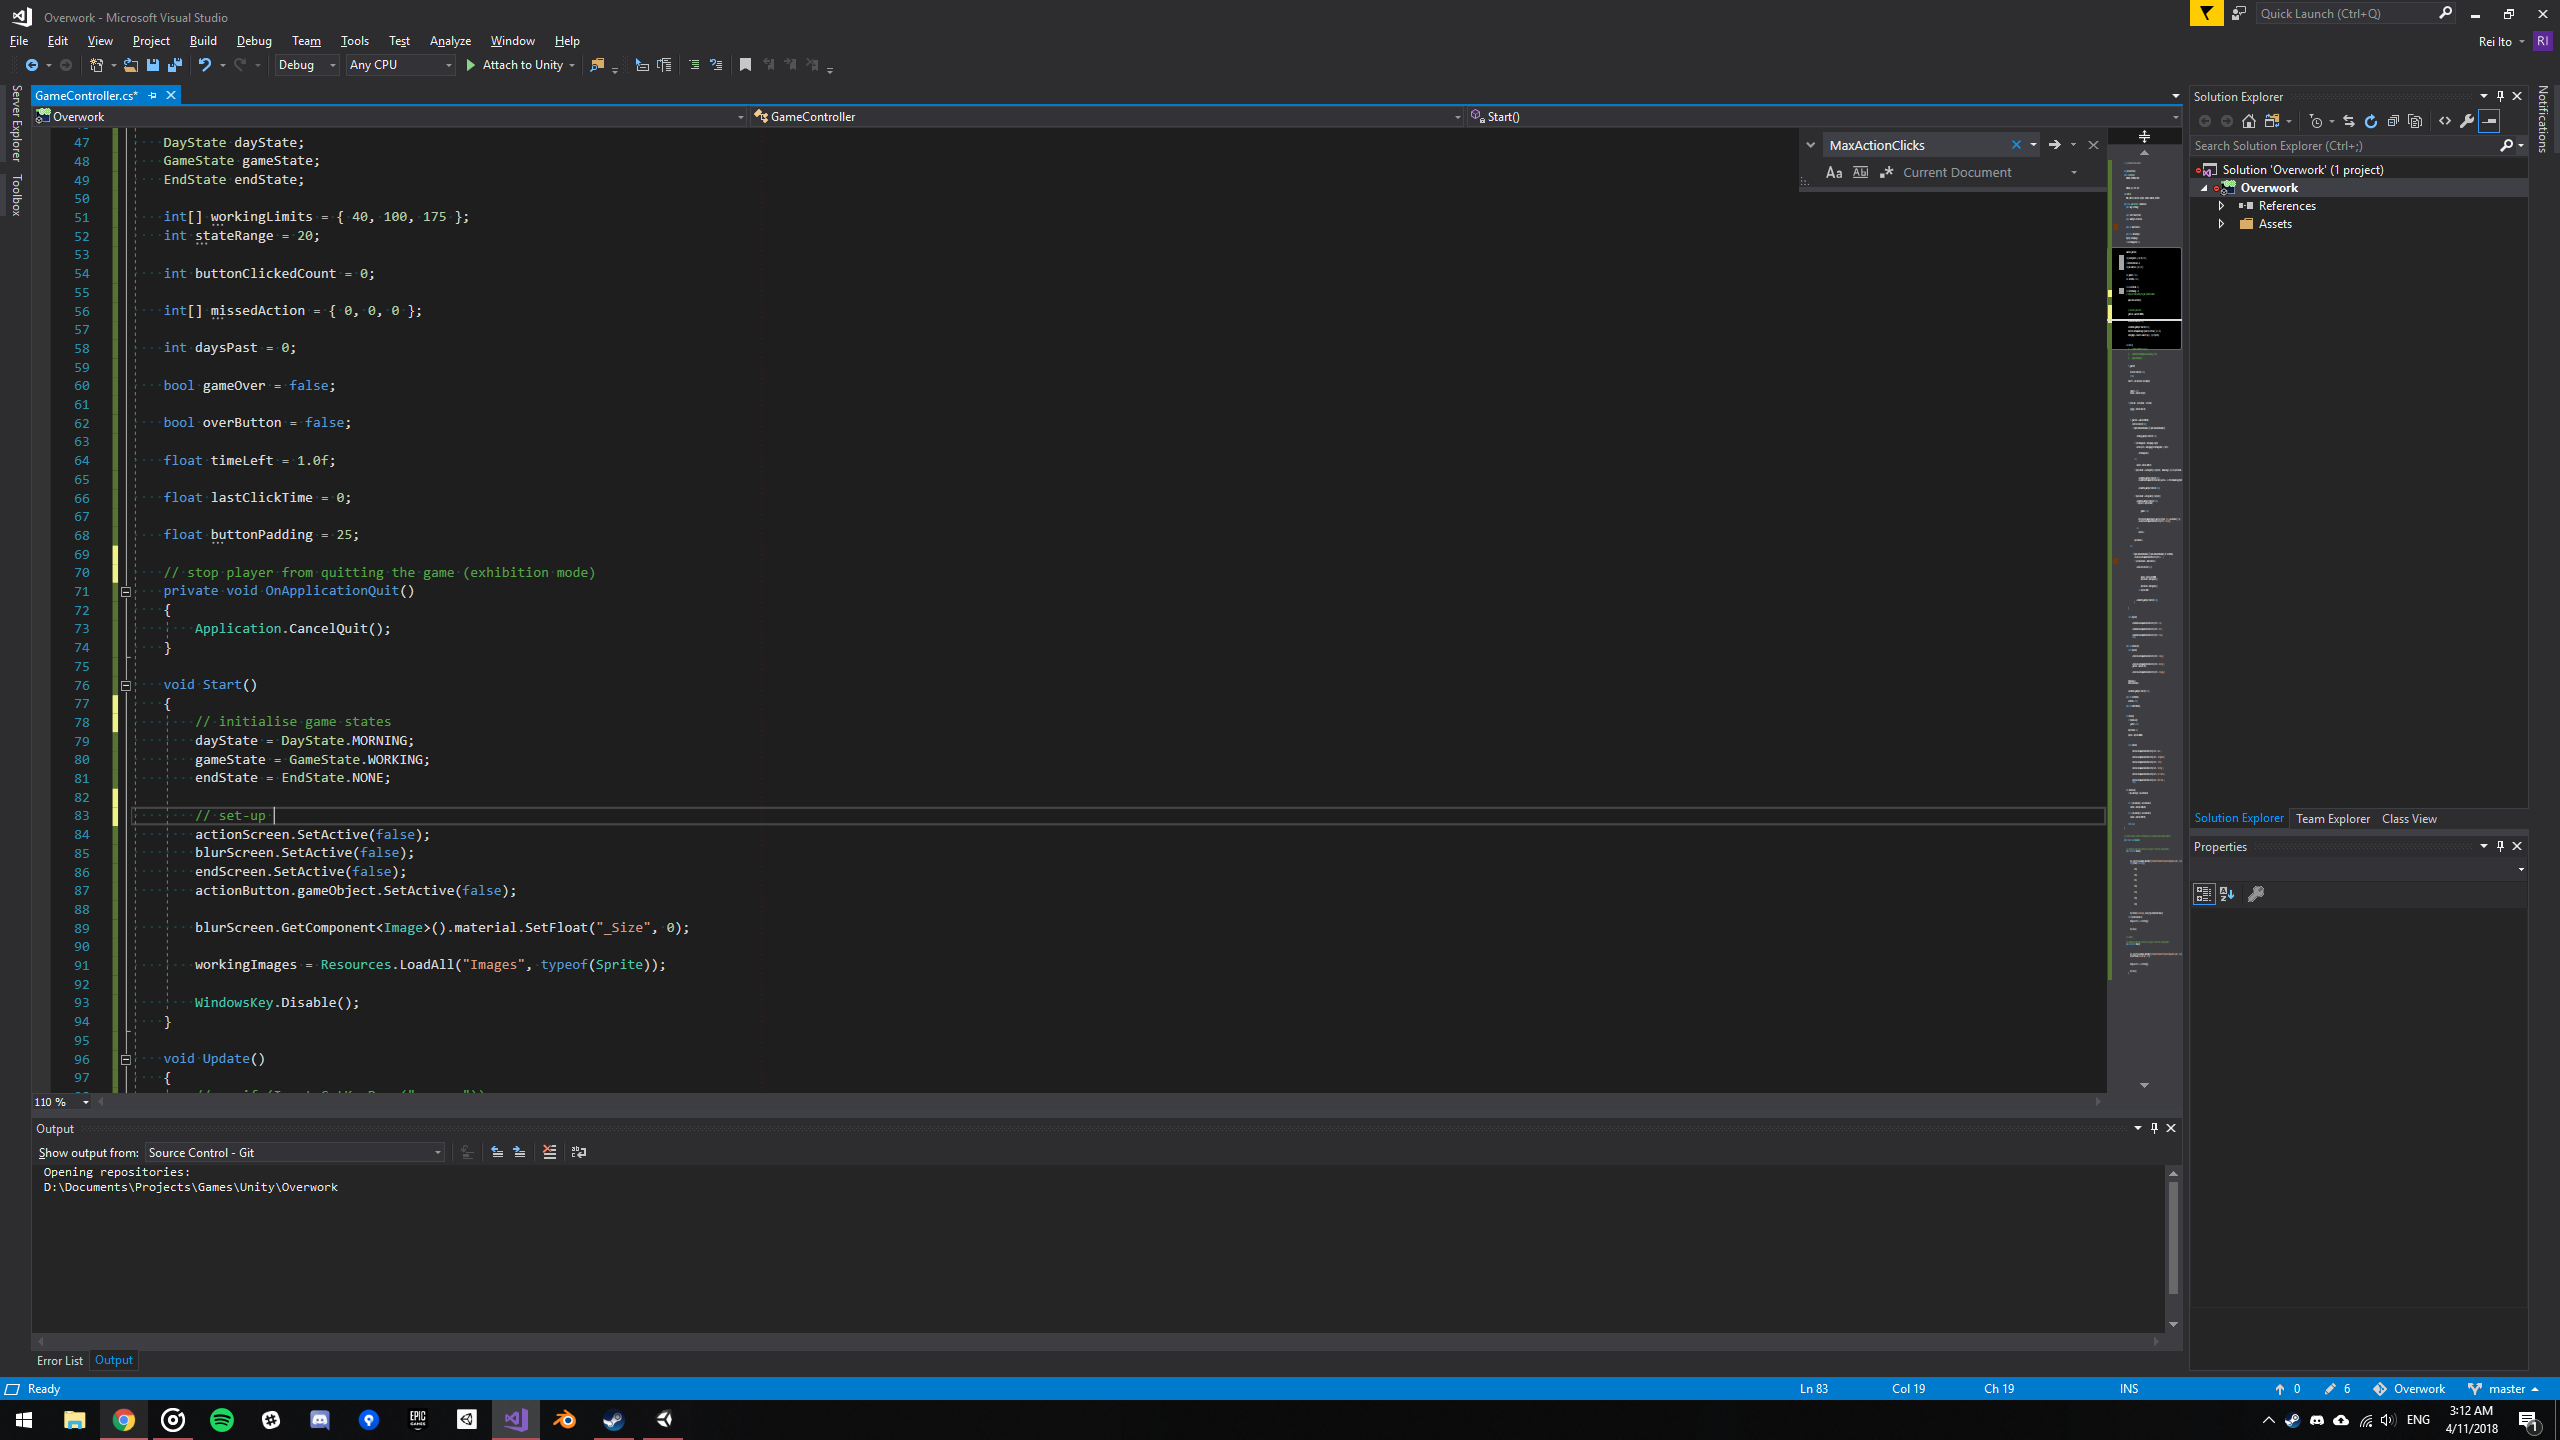 Overwork - Microsoft Visual Studio
Quick Launch (Ctrl+Q)
File Edit View Project Build Debug Team Tools Test Analyze Window Help
Rei Ito RI
Debug Any CPU Attach to Unity
Server Explorer
Toolbox
Notifications
GameController.cs*
Overwork GameController Start()
MaxActionClicks
Aa Current Document
47 DayState dayState;
48 GameState gameState;
49 EndState endState;
50
51 int[] workingLimits = { 40, 100, 175 };
52 int stateRange = 20;
53
54 int buttonClickedCount = 0;
55
56 int[] missedAction = { 0, 0, 0 };
57
58 int daysPast = 0;
59
60 bool gameOver = false;
61
62 bool overButton = false;
63
64 float timeLeft = 1.0f;
65
66 float lastClickTime = 0;
67
68 float buttonPadding = 25;
69
70 // stop player from quitting the game (exhibition mode)
71 private void OnApplicationQuit()
72 {
73 Application.CancelQuit();
74 }
75
76 void Start()
77 {
78 // initialise game states
79 dayState = DayState.MORNING;
80 gameState = GameState.WORKING;
81 endState = EndState.NONE;
82
83 // set-up
84 actionScreen.SetActive(false);
85 blurScreen.SetActive(false);
86 endScreen.SetActive(false);
87 actionButton.gameObject.SetActive(false);
88
89 blurScreen.GetComponent<Image>().material.SetFloat("_Size", 0);
90
91 workingImages = Resources.LoadAll("Images", typeof(Sprite));
92
93 WindowsKey.Disable();
94 }
95
96 void Update()
97 {
110 %
Solution Explorer
Search Solution Explorer (Ctrl+;)
Solution 'Overwork' (1 project)
Overwork
References
Assets
Solution Explorer Team Explorer Class View
Properties
Output
Show output from: Source Control - Git
Opening repositories:
D:\Documents\Projects\Games\Unity\Overwork
Error List Output
Ready Ln 83 Col 19 Ch 19 INS 0 6 Overwork master
EPIC GAMES
ENG
3:12 AM
4/11/2018
1